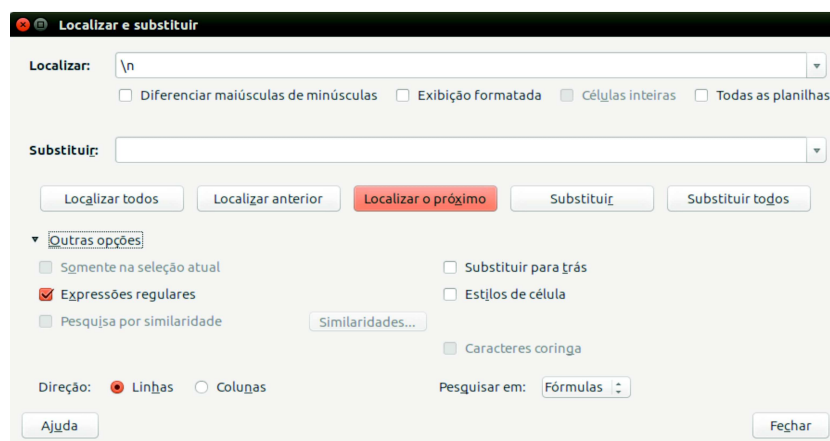 Localizar e substituir
Localizar: \n
Diferenciar maiúsculas de minúsculas Exibição formatada Células inteiras Todas as planilhas
Substituir:
Localizar todos Localizar anterior Localizar o próximo Substituir Substituir todos
Outras opções
Somente na seleção atual Substituir para trás
Expressões regulares Estilos de célula
Pesquisa por similaridade Similaridades...
Caracteres coringa
Direção: Linhas Colunas Pesquisar em: Fórmulas
Ajuda Fechar